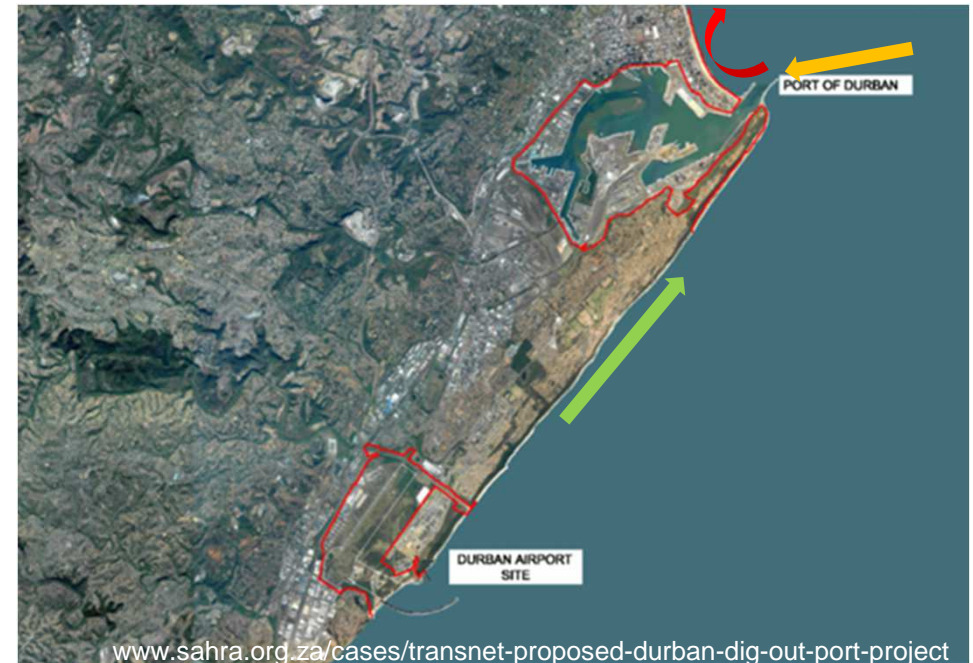 PORT OF DURBAN
DURBAN AIRPORT
SITE
www.sahra.org.za/cases/transnet-proposed-durban-dig-out-port-project